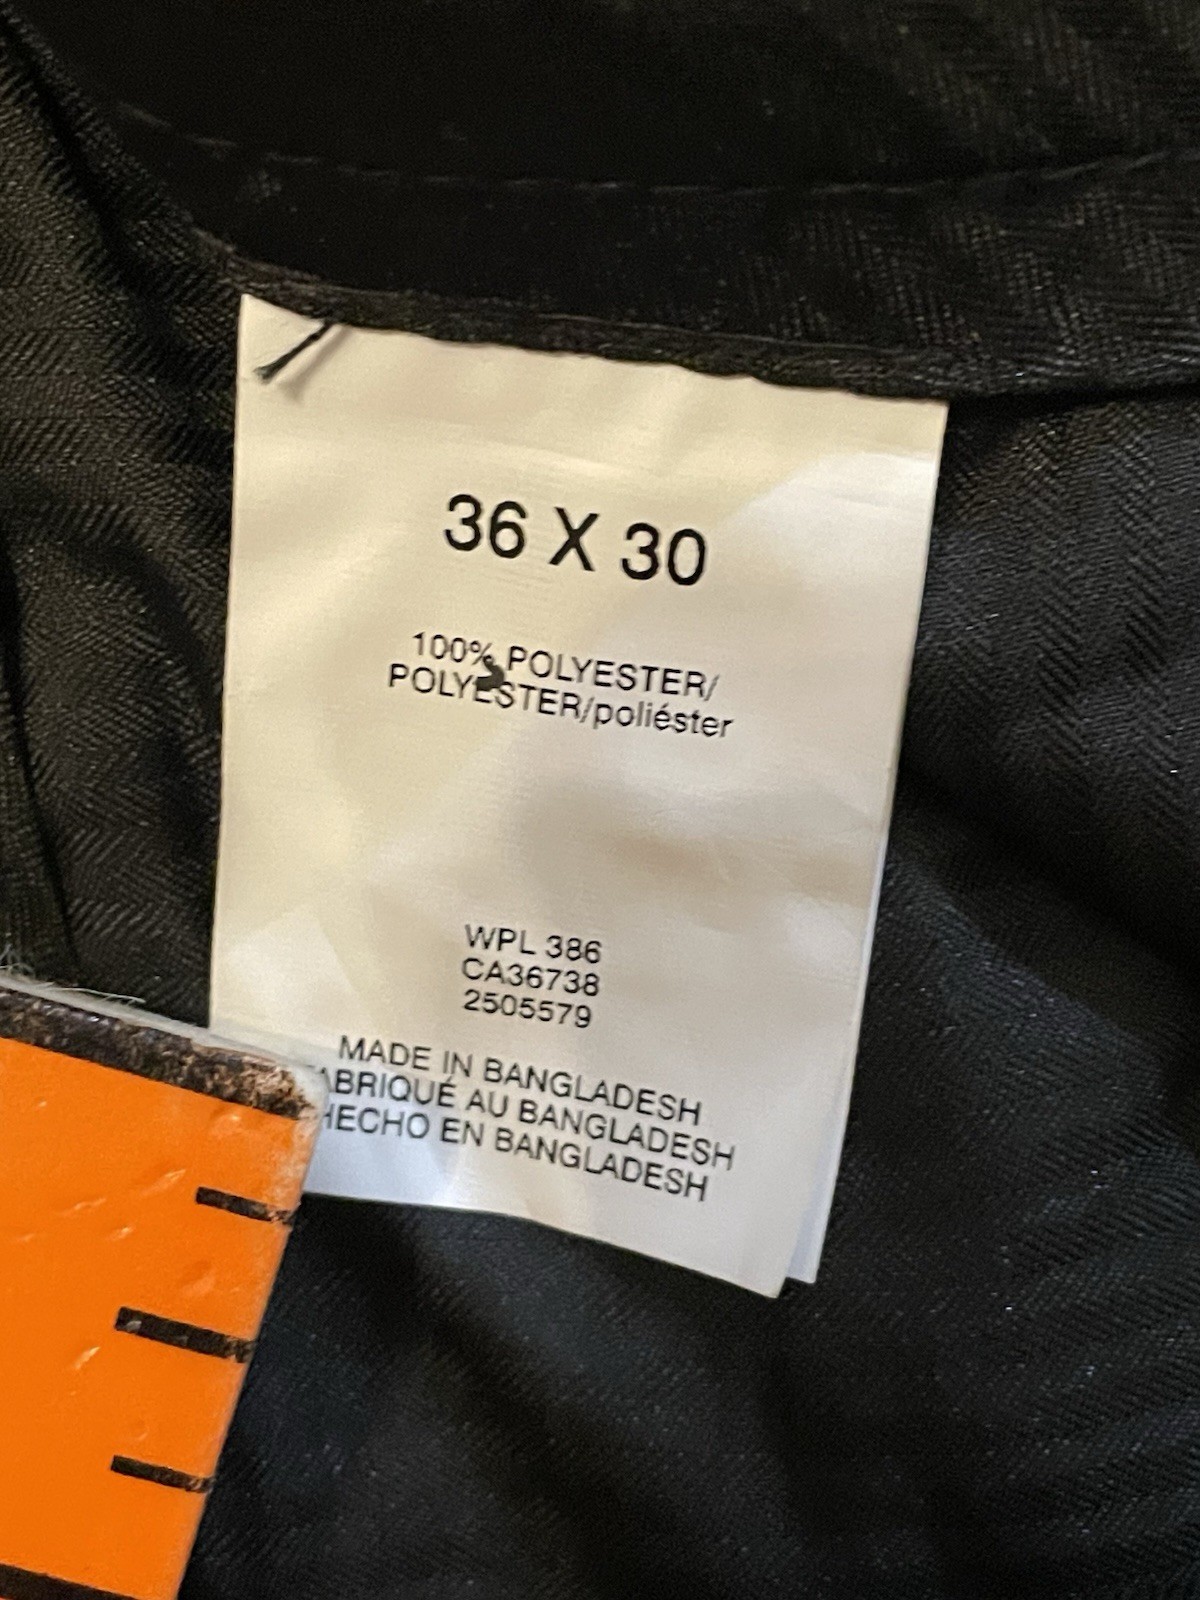 36 X 30
100% POLYESTER/
POLYESTER/poliéster
WPL 386
CA36738
2505579
MADE IN BANGLADESH
FABRIQUÉ AU BANGLADESH
HECHO EN BANGLADESH